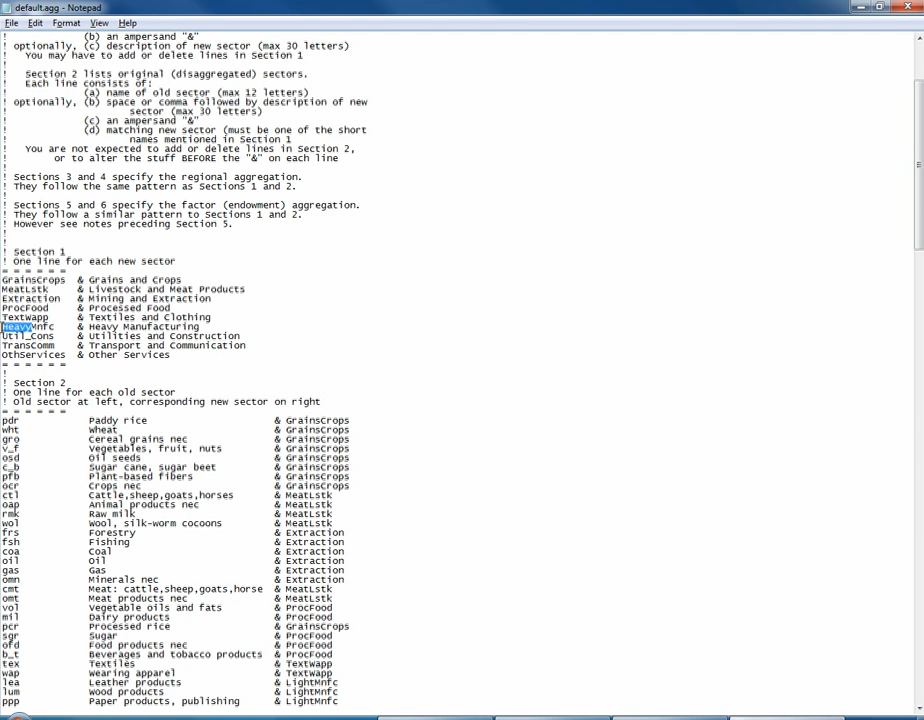 default.agg - Notepad
File Edit Format View Help
! (b) an ampersand "&"
! optionally, (c) description of new sector (max 30 letters)
! You may have to add or delete lines in Section 1
!
! Section 2 lists original (disaggregated) sectors.
! Each line consists of:
! (a) name of old sector (max 12 letters)
! optionally, (b) space or comma followed by description of new
! sector (max 30 letters)
! (c) an ampersand "&"
! (d) matching new sector (must be one of the short
! names mentioned in Section 1
! You are not expected to add or delete lines in Section 2,
! or to alter the stuff BEFORE the "&" on each line
!
! Sections 3 and 4 specify the regional aggregation.
! They follow the same pattern as Sections 1 and 2.
!
! Sections 5 and 6 specify the factor (endowment) aggregation.
! They follow a similar pattern to Sections 1 and 2.
! However see notes preceding Section 5.
!
!
! Section 1
! One line for each new sector
= = = = = =
GrainsCrops & Grains and Crops
MeatLstk & Livestock and Meat Products
Extraction & Mining and Extraction
ProcFood & Processed Food
TextWapp & Textiles and Clothing
HeavyMnfc & Heavy Manufacturing
Util_Cons & Utilities and Construction
TransComm & Transport and Communication
OthServices & Other Services
= = = = = =
!
! Section 2
! One line for each old sector
! Old sector at left, corresponding new sector on right
= = = = = =
pdr Paddy rice & GrainsCrops
wht Wheat & GrainsCrops
gro Cereal grains nec & GrainsCrops
v_f Vegetables, fruit, nuts & GrainsCrops
osd Oil seeds & GrainsCrops
c_b Sugar cane, sugar beet & GrainsCrops
pfb Plant-based fibers & GrainsCrops
ocr Crops nec & GrainsCrops
ctl Cattle,sheep,goats,horses & MeatLstk
oap Animal products nec & MeatLstk
rmk Raw milk & MeatLstk
wol Wool, silk-worm cocoons & MeatLstk
frs Forestry & Extraction
fsh Fishing & Extraction
coa Coal & Extraction
oil Oil & Extraction
gas Gas & Extraction
omn Minerals nec & Extraction
cmt Meat: cattle,sheep,goats,horse & MeatLstk
omt Meat products nec & MeatLstk
vol Vegetable oils and fats & ProcFood
mil Dairy products & ProcFood
pcr Processed rice & GrainsCrops
sgr Sugar & ProcFood
ofd Food products nec & ProcFood
b_t Beverages and tobacco products & ProcFood
tex Textiles & TextWapp
wap Wearing apparel & TextWapp
lea Leather products & LightMnfc
lum Wood products & LightMnfc
ppp Paper products, publishing & LightMnfc